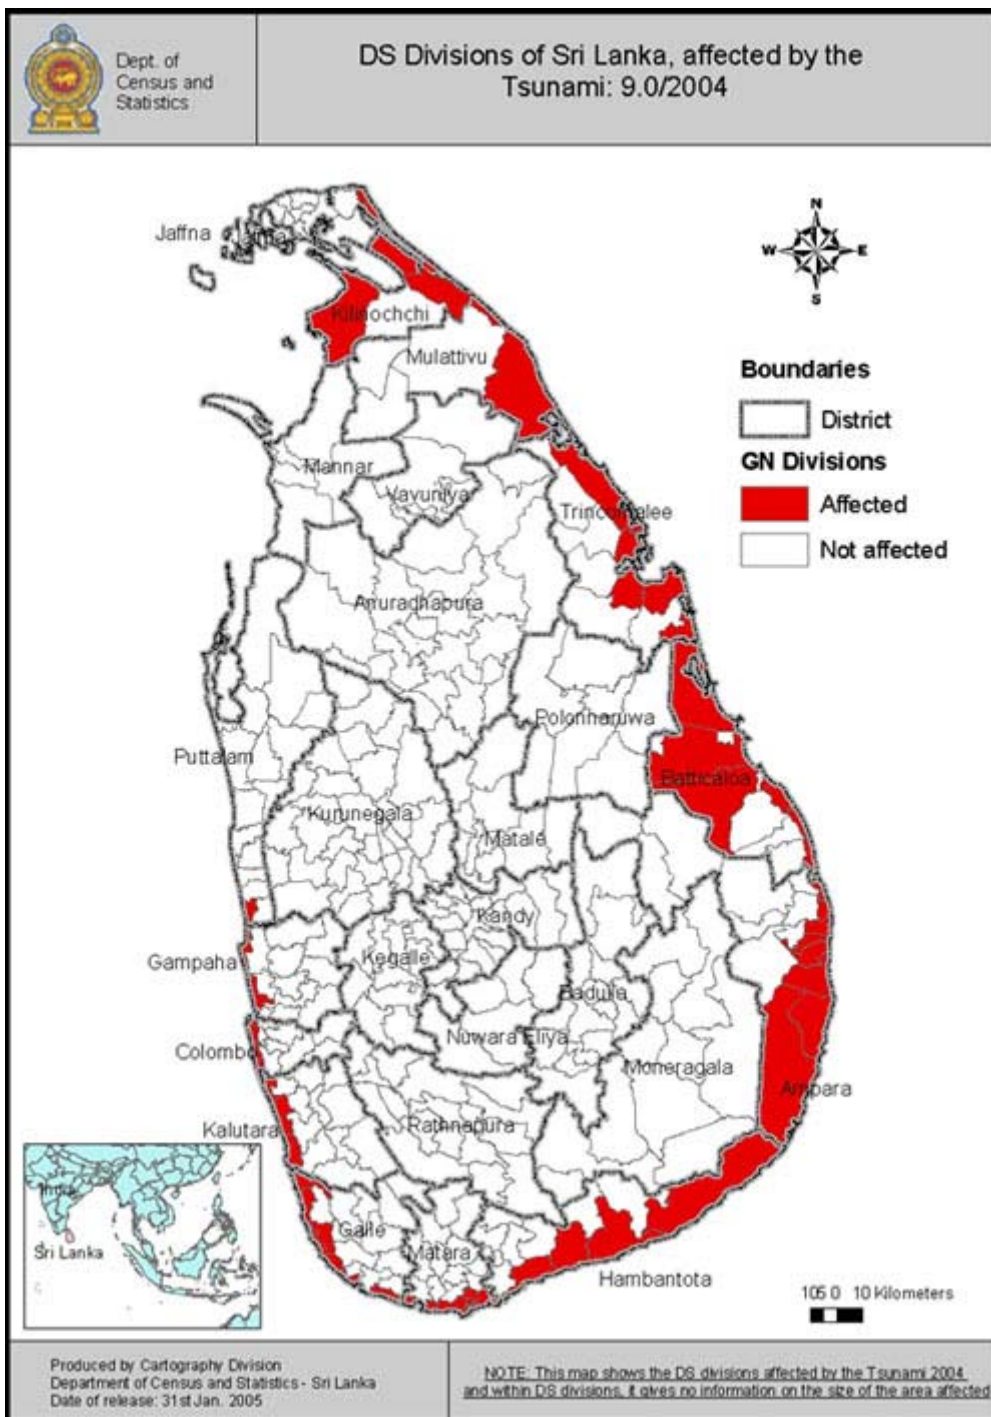 Dept. of
Census and
Statistics
DS Divisions of Sri Lanka, affected by the
Tsunami: 9.0/2004
N
W
E
S
Jaffna
Kilinochchi
Mulattivu
Boundaries
District
GN Divisions
Affected
Not affected
Mannar
Vavuniya
Trincomalee
Anuradhapura
Polonnaruwa
Puttalam
Batticaloa
Kurunegala
Matale
Kandy
Gampaha
Kegalle
Badulla
Nuwara Eliya
Colombo
Moneragala
Ampara
Kalutara
Rathnapura
India
Sri Lanka
Galle
Matara
Hambantota
105 0 10 Kilometers
Produced by Cartography Division
Department of Census and Statistics - Sri Lanka
Date of release: 31st Jan. 2005
NOTE: This map shows the DS divisions affected by the Tsunami 2004
and within DS divisions, it gives no information on the size of the area affected